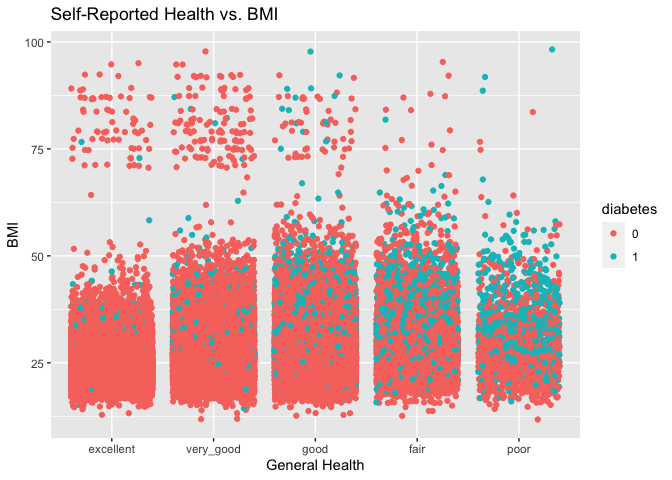 Self-Reported Health vs. BMI
100
75
50
25
BMI
excellent very_good good fair poor
General Health
diabetes
0
1